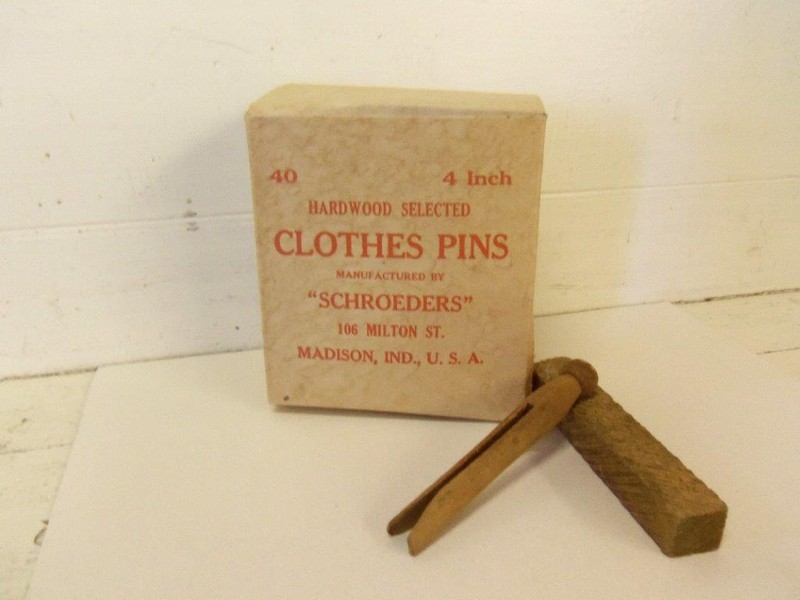 40 4 Inch
HARDWOOD SELECTED
CLOTHES PINS
MANUFACTURED BY
"SCHROEDERS"
106 MILTON ST.
MADISON, IND., U. S. A.